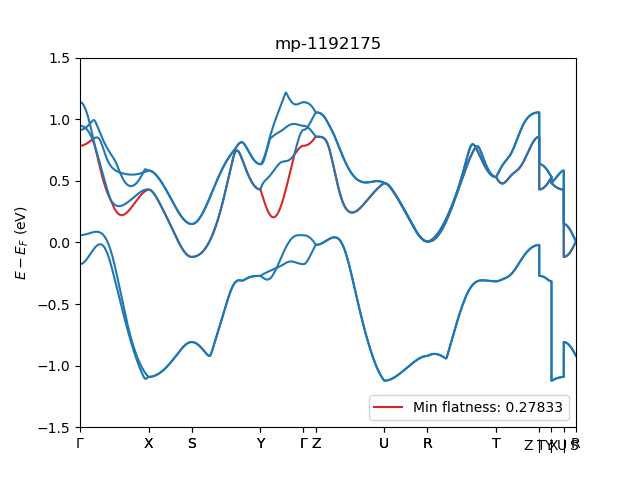 mp-1192175
E − E_F (eV)
1.5
1.0
0.5
0.0
−0.5
−1.0
−1.5
Min flatness: 0.27833
Γ X S Y Γ Z U R T Z | T Y X U | S R